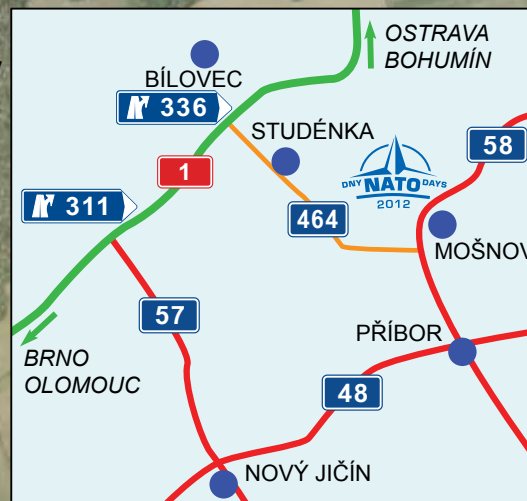 OSTRAVA
BOHUMÍN
BÍLOVEC
336
STUDÉNKA
58
1
DNY NATO DAYS
2012
311
464
MOŠNOV
57
PŘÍBOR
BRNO
OLOMOUC
48
NOVÝ JIČÍN